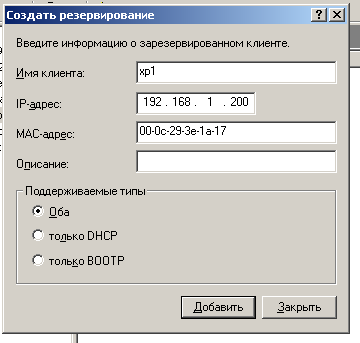 Создать резервирование
Введите информацию о зарезервированном клиенте.
Имя клиента: xp1
IP-адрес: 192 . 168 . 1 . 200
MAC-адрес: 00-0c-29-3e-1a-17
Описание:
Поддерживаемые типы
Оба
только DHCP
только BOOTP
Добавить Закрыть